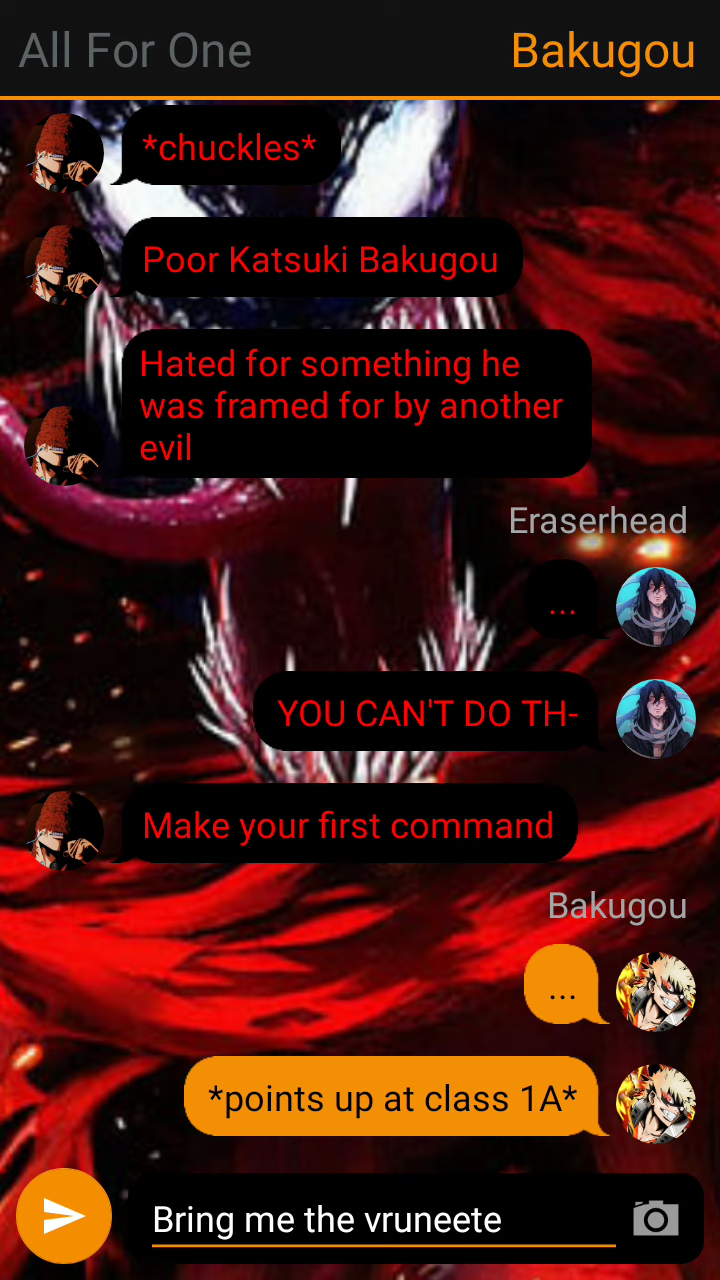 All For One
Bakugou
*chuckles*
Poor Katsuki Bakugou
Hated for something he
was framed for by another
evil
Eraserhead
...
YOU CAN'T DO TH-
Make your first command
Bakugou
...
*points up at class 1A*
Bring me the vruneete